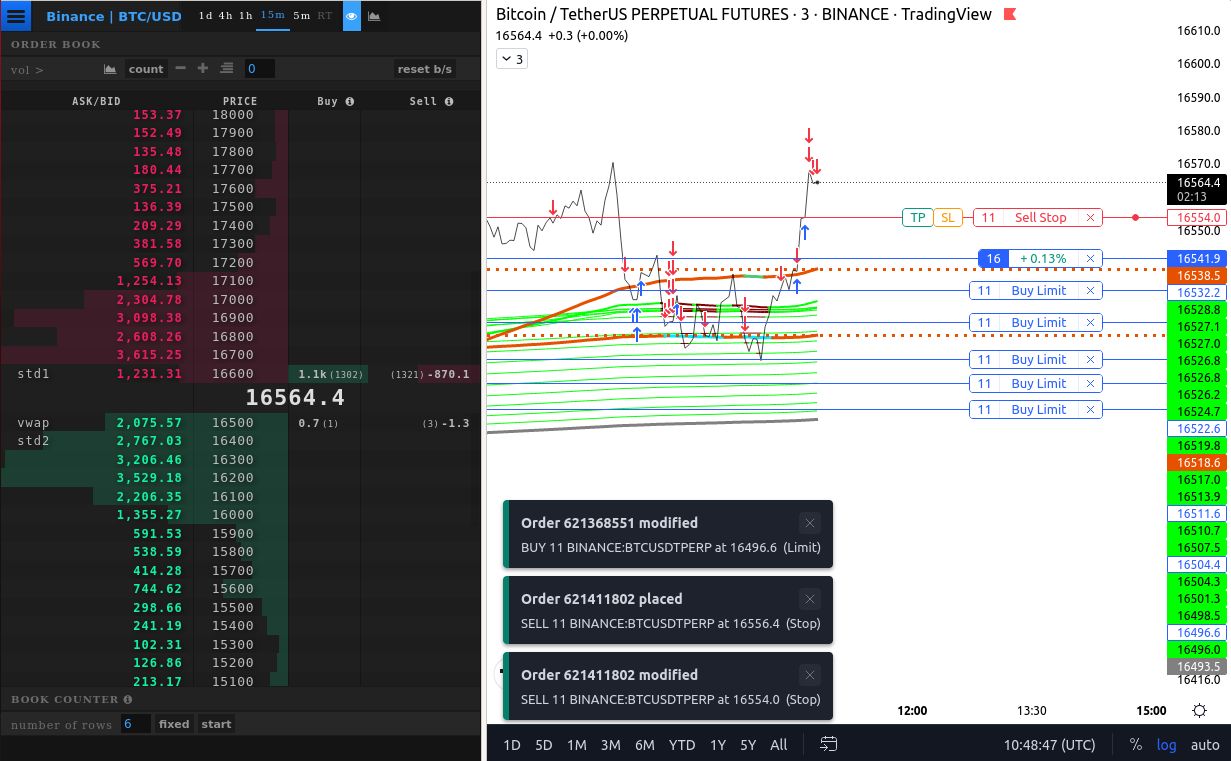 Binance | BTC/USD 1d 4h 1h 15m 5m RT
ORDER BOOK
vol > count 0 reset b/s
ASK/BID PRICE Buy Sell
153.37 18000
152.49 17900
135.48 17800
180.44 17700
375.21 17600
136.39 17500
209.29 17400
381.58 17300
569.70 17200
1,254.13 17100
2,304.78 17000
3,098.38 16900
2,608.26 16800
3,615.25 16700
std1 1,231.31 16600 1.1k (1302) (1321) -870.1
16564.4
vwap 2,075.57 16500 0.7 (1) (3) -1.3
std2 2,767.03 16400
3,206.46 16300
3,529.18 16200
2,206.35 16100
1,355.27 16000
591.53 15900
538.59 15800
414.28 15700
744.62 15600
298.66 15500
241.19 15400
102.31 15300
126.86 15200
213.17 15100
BOOK COUNTER
number of rows 6 fixed start
Bitcoin / TetherUS PERPETUAL FUTURES · 3 · BINANCE · TradingView
16564.4 +0.3 (+0.00%)
3
TP SL 11 Sell Stop
16 +0.13%
11 Buy Limit
11 Buy Limit
11 Buy Limit
11 Buy Limit
11 Buy Limit
16610.0
16600.0
16590.0
16580.0
16570.0
16564.4
02:13
16554.0
16550.0
16541.9
16538.5
16532.2
16528.8
16527.1
16527.0
16526.8
16526.8
16526.2
16524.7
16522.6
16519.8
16518.6
16517.0
16513.9
16511.6
16510.7
16507.5
16504.4
16504.3
16501.3
16498.5
16496.6
16496.0
16493.5
16416.0
Order 621368551 modified
BUY 11 BINANCE:BTCUSDTPERP at 16496.6 (Limit)
Order 621411802 placed
SELL 11 BINANCE:BTCUSDTPERP at 16556.4 (Stop)
Order 621411802 modified
SELL 11 BINANCE:BTCUSDTPERP at 16554.0 (Stop)
12:00 13:30 15:00
1D 5D 1M 3M 6M YTD 1Y 5Y All 10:48:47 (UTC) % log auto